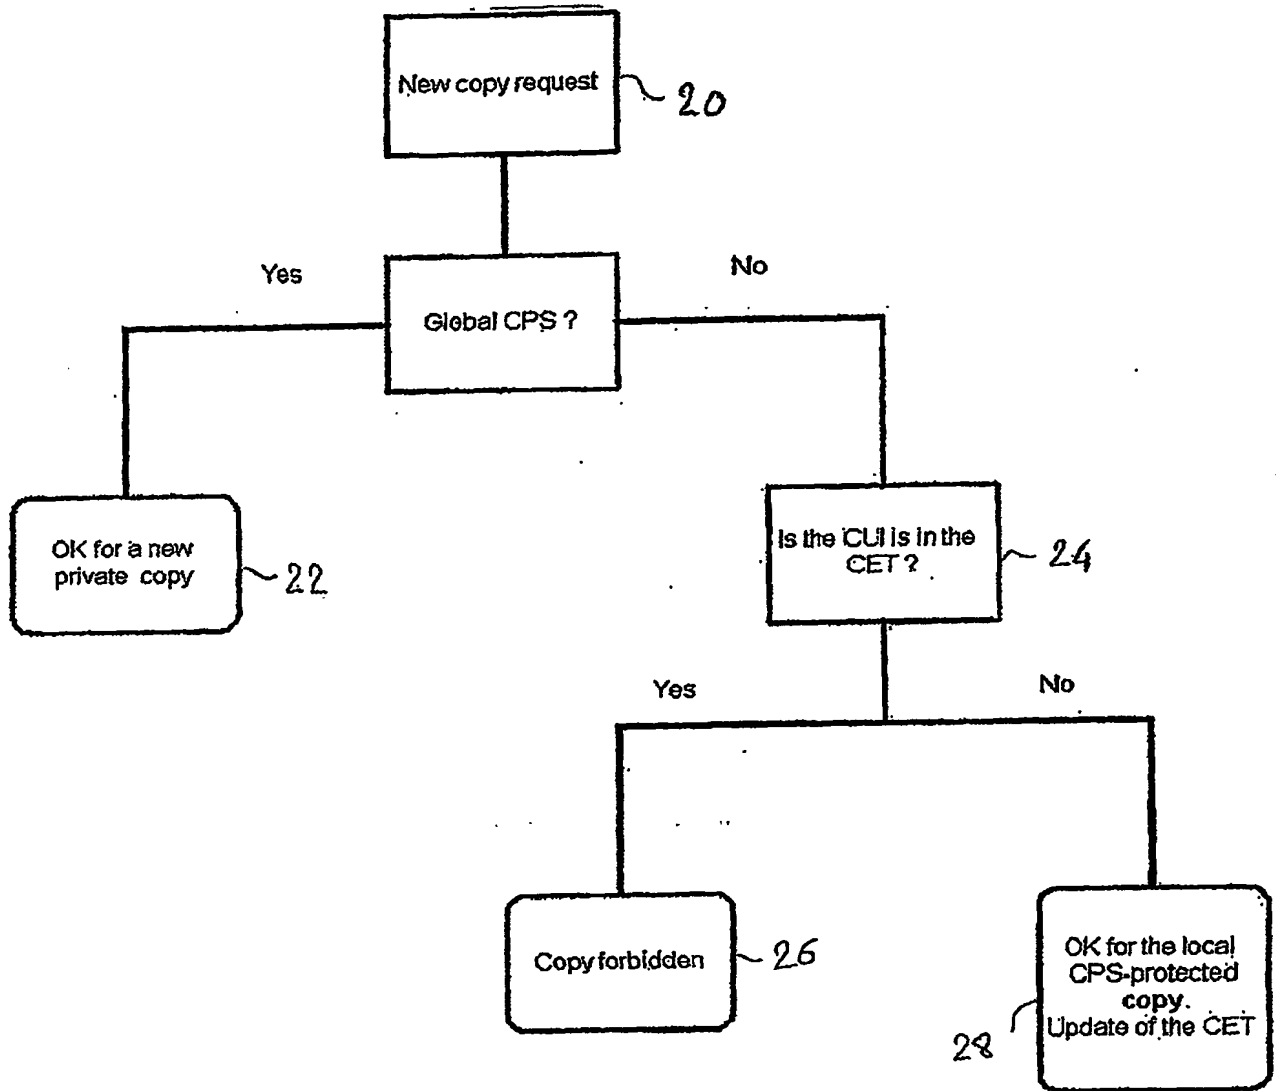 New copy request
20
Yes
No
Global CPS ?
OK for a new
private copy
22
Is the CUI is in the
CET ?
24
Yes
No
Copy forbidden
26
OK for the local
CPS-protected
copy.
Update of the CET
28